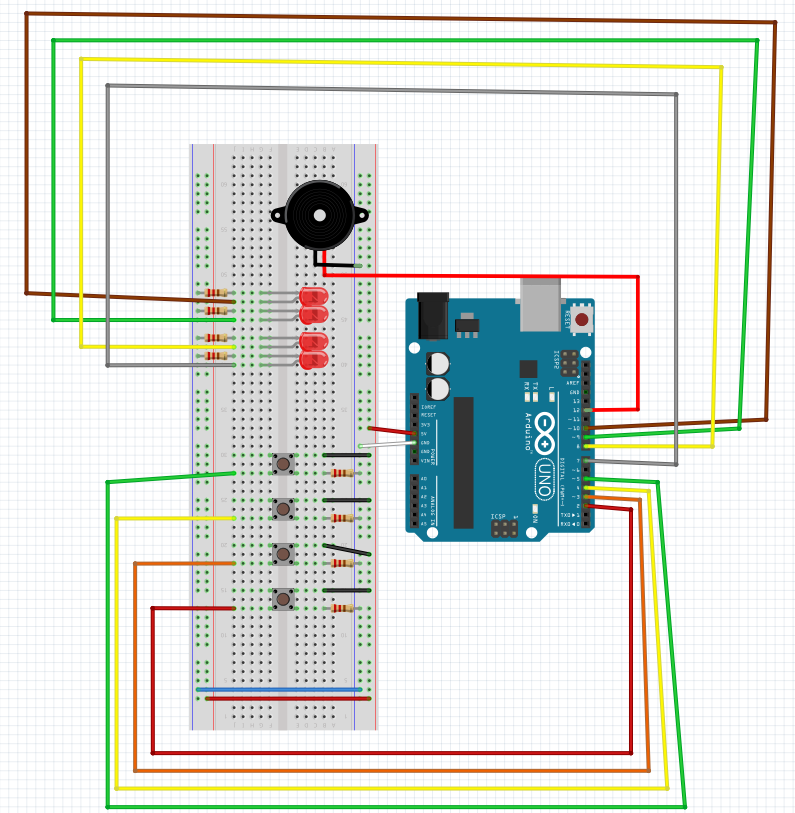 RESET
ICSP2
AREF
GND
13
12
~11
~10
~9
8
7
~6
~5
4
~3
2
TXD▶1
RXD◀0
DIGITAL (PWM~)
L
TX
RX
Arduino
UNO
ON
ICSP
IOREF
RESET
3V3
5V
GND
GND
VIN
POWER
A0
A1
A2
A3
A4
A5
ANALOG IN